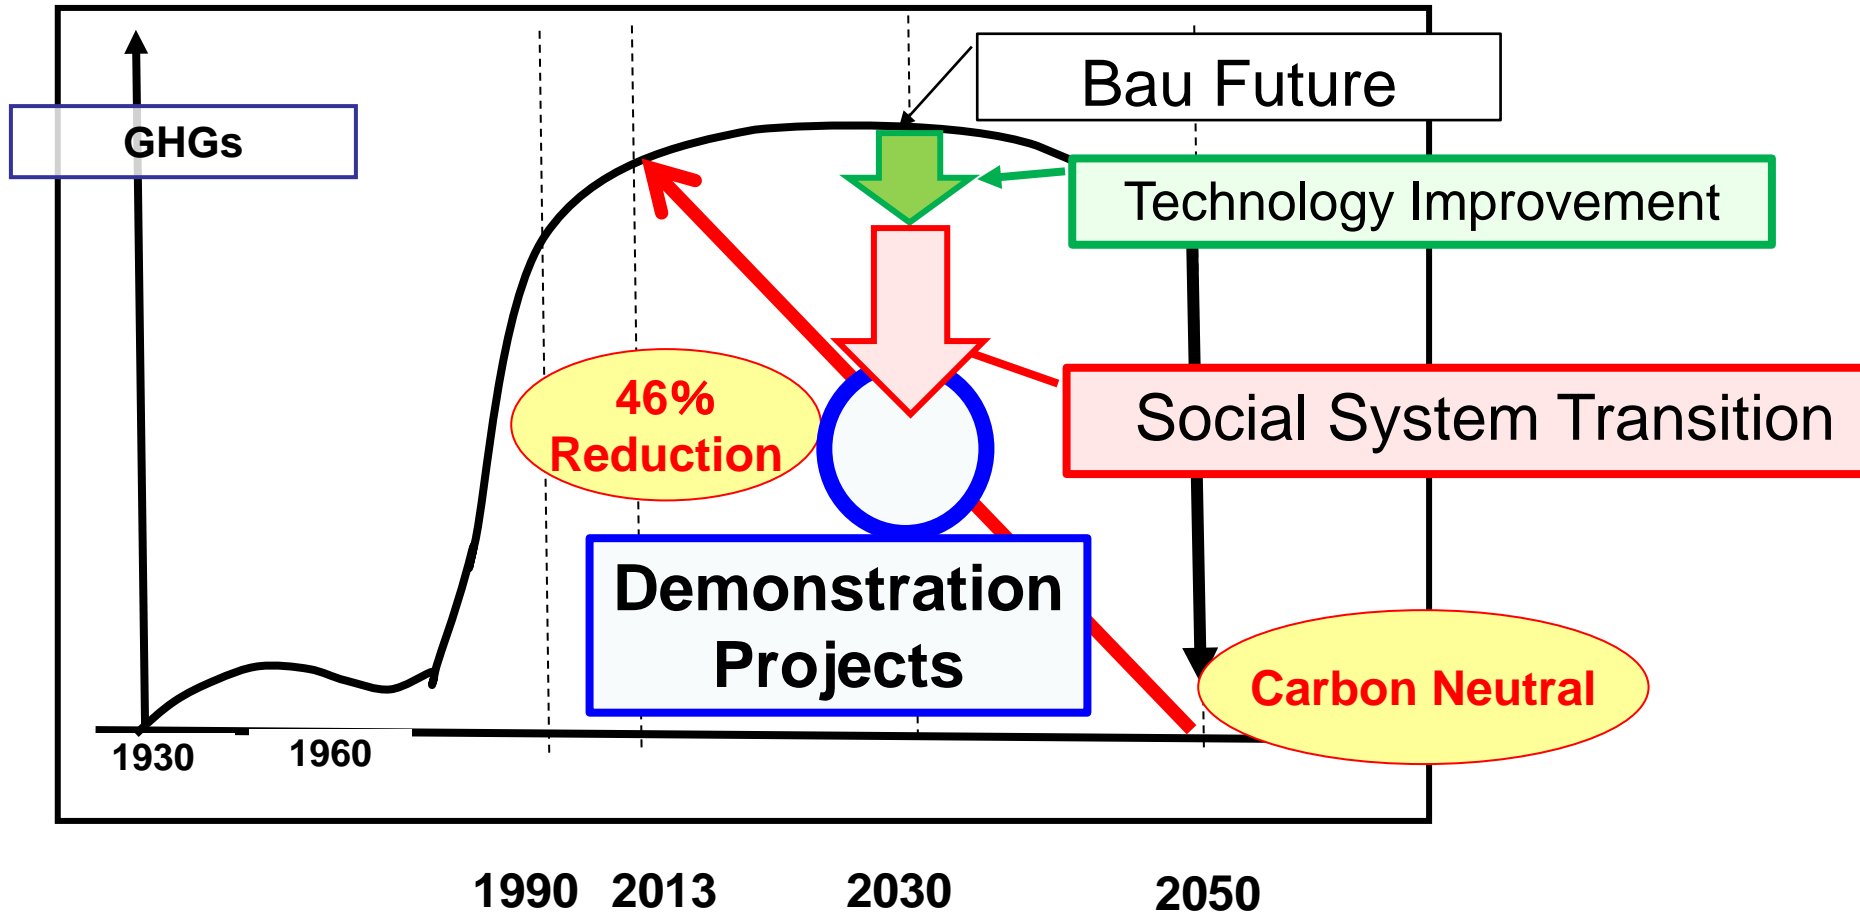 Bau Future
GHGs
Technology Improvement
46%
Reduction
Social System Transition
Demonstration
Projects
Carbon Neutral
1930
1960
1990
2013
2030
2050